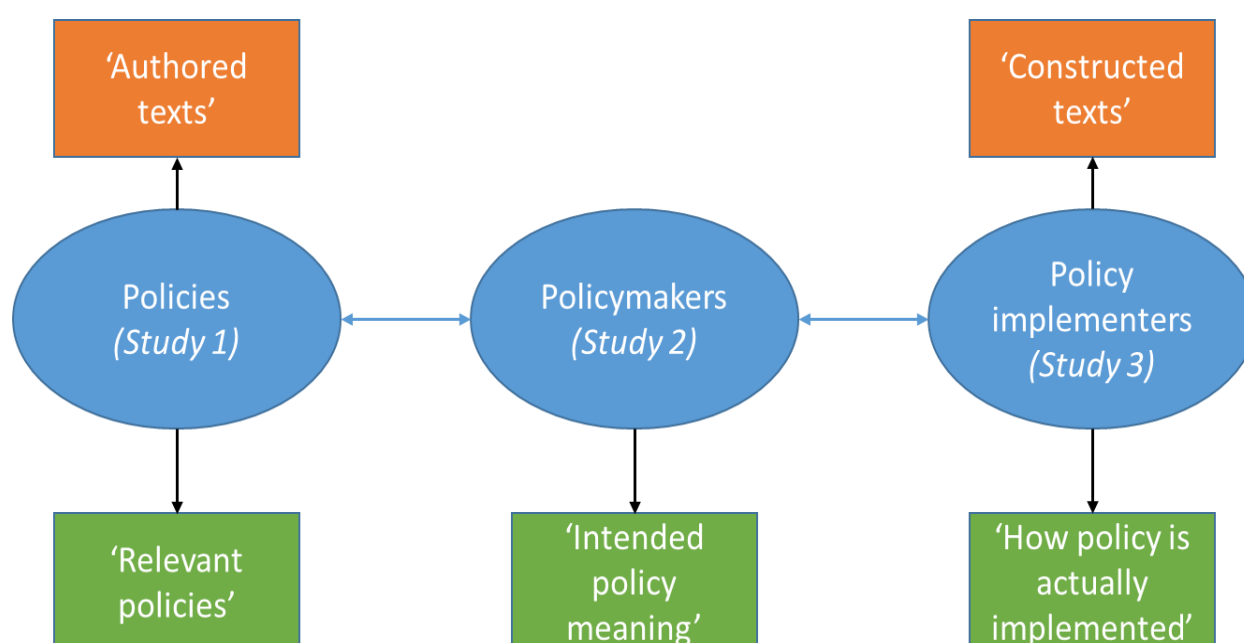 ‘Authored
texts’
‘Constructed
texts’
Policies
(Study 1)
Policymakers
(Study 2)
Policy
implementers
(Study 3)
‘Relevant
policies’
‘Intended
policy
meaning’
‘How policy is
actually
implemented’